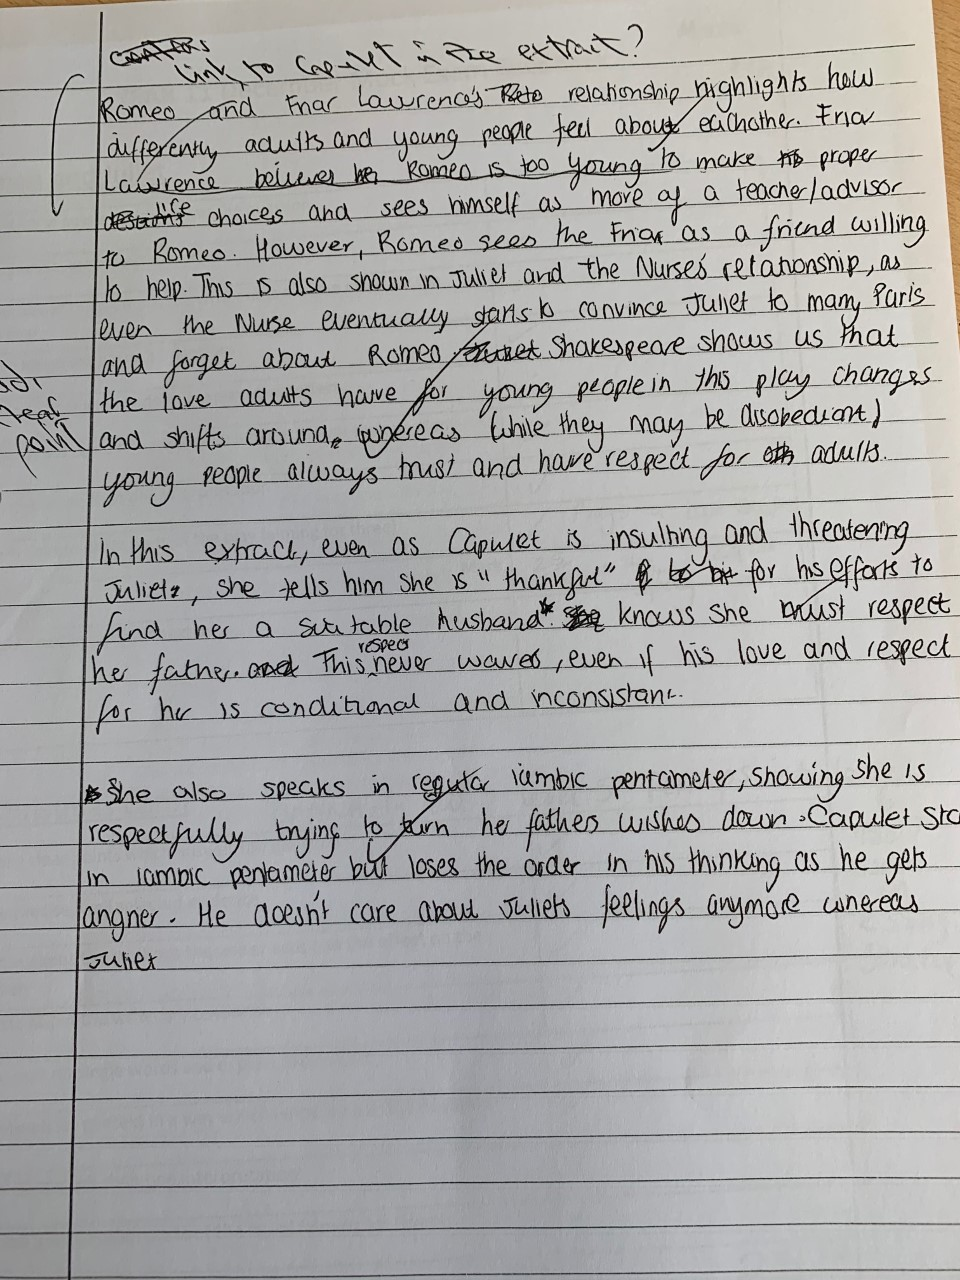 link to Capulet in the extrait?
Romeo and Friar Lawrence's relationship highlights how
differently adults and young people feel about eachother. Friar
Lawrence believes Romeo is too young to make proper
life choices and sees himself as more of a teacher/advisor
to Romeo. However, Romeo sees the Friar as a friend willing
to help. This is also shown in Juliet and the Nurse's relationship, as
even the Nurse eventually starts to convince Juliet to marry Paris
and forget about Romeo. Shakespeare shows us that
the love adults have for young people in this play changes
and shifts around, whereas (while they may be disobediant)
point
young people always trust and have respect for adults.
In this extract, even as Capulet is insulting and threatening
Juliet, she tells him she is "thankful" for his efforts to
find her a suitable husband.* She knows she must respect
her father. This respect never waves, even if his love and respect
for her is conditional and inconsistant.
* She also speaks in regular iambic pentameter, showing she is
respectfully trying to turn her fathers wishes down. Capulet sta
in iambic pentameter but loses the order in his thinking as he gets
angrier. He doesn't care about Juliets feelings anymore whereas
Juliet